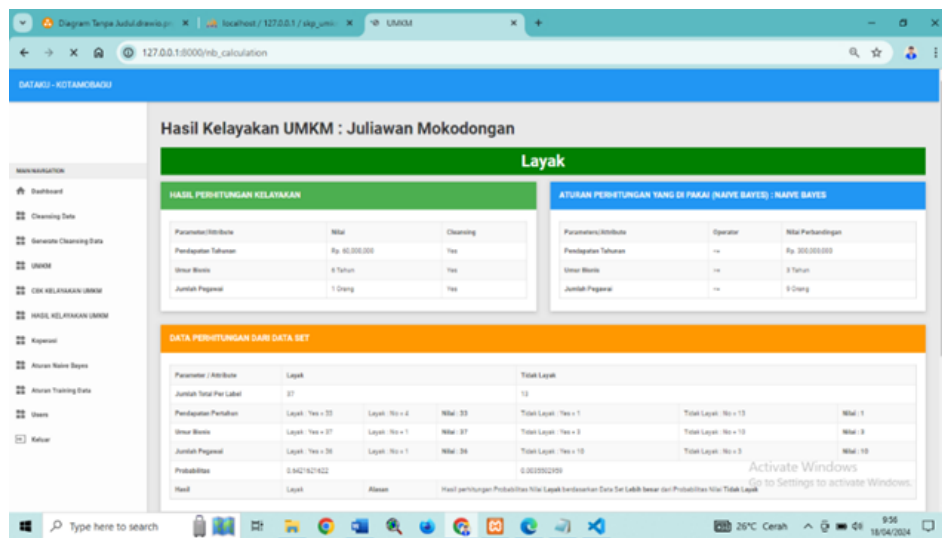 Diagram Tanpa Judul.drawio.pn
localhost / 127.0.0.1 / skp_umk
UMKM
127.0.0.1:8000/nb_calculation
DATAKU - KOTAMOBAGU
MAIN NAVIGATION
Dashboard
Cleansing Data
Generate Cleansing Data
UMKM
CEK KELAYAKAN UMKM
HASIL KELAYAKAN UMKM
Koperasi
Aturan Naive Bayes
Aturan Training Data
Users
Keluar
Hasil Kelayakan UMKM : Juliawan Mokodongan
Layak
HASIL PERHITUNGAN KELAYAKAN
Parameter/Attribute Nilai Cleansing
Pendapatan Tahunan Rp. 60,000,000 Yes
Umur Bisnis 6 Tahun Yes
Jumlah Pegawai 1 Orang Yes
ATURAN PERHITUNGAN YANG DI PAKAI (NAIVE BAYES) : NAIVE BAYES
Parameters/Attribute Operator Nilai Perbandingan
Pendapatan Tahunan Rp. 300,000,000
Umur Bisnis 3 Tahun
Jumlah Pegawai 9 Orang
DATA PERHITUNGAN DARI DATA SET
Parameter / Attribute Layak Tidak Layak
Jumlah Total Per Label 37 13
Pendapatan Pertahun Layak : Yes = 33 Layak : No = 4 Nilai : 33 Tidak Layak : Yes = 1 Tidak Layak : No = 13 Nilai : 1
Umur Bisnis Layak : Yes = 37 Layak : No = 1 Nilai : 37 Tidak Layak : Yes = 3 Tidak Layak : No = 10 Nilai : 3
Jumlah Pegawai Layak : Yes = 36 Layak : No = 1 Nilai : 36 Tidak Layak : Yes = 10 Tidak Layak : No = 3 Nilai : 10
Probabilitas 0.6421621622
Hasil Layak Alasan Hasil perhitungan Probabilitas Nilai Layak berdasarkan Data Set Lebih besar dari Probabilitas Nilai Tidak Layak
Activate Windows
Go to Settings to activate Windows.
Type here to search
26°C Cerah
9:56
18/04/2024